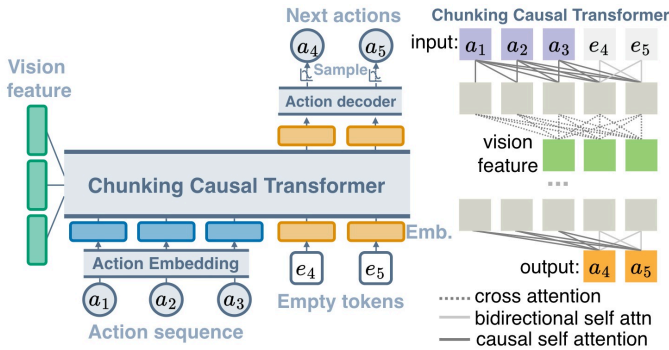 Next actions
a4 a5
Sample
Action decoder
Vision
feature
Chunking Causal Transformer
Emb.
Action Embedding
e4 e5
a1 a2 a3
Empty tokens
Action sequence
Chunking Causal Transformer
input: a1 a2 a3 e4 e5
vision
feature
...
output: a4 a5
cross attention
bidirectional self attn
causal self attention